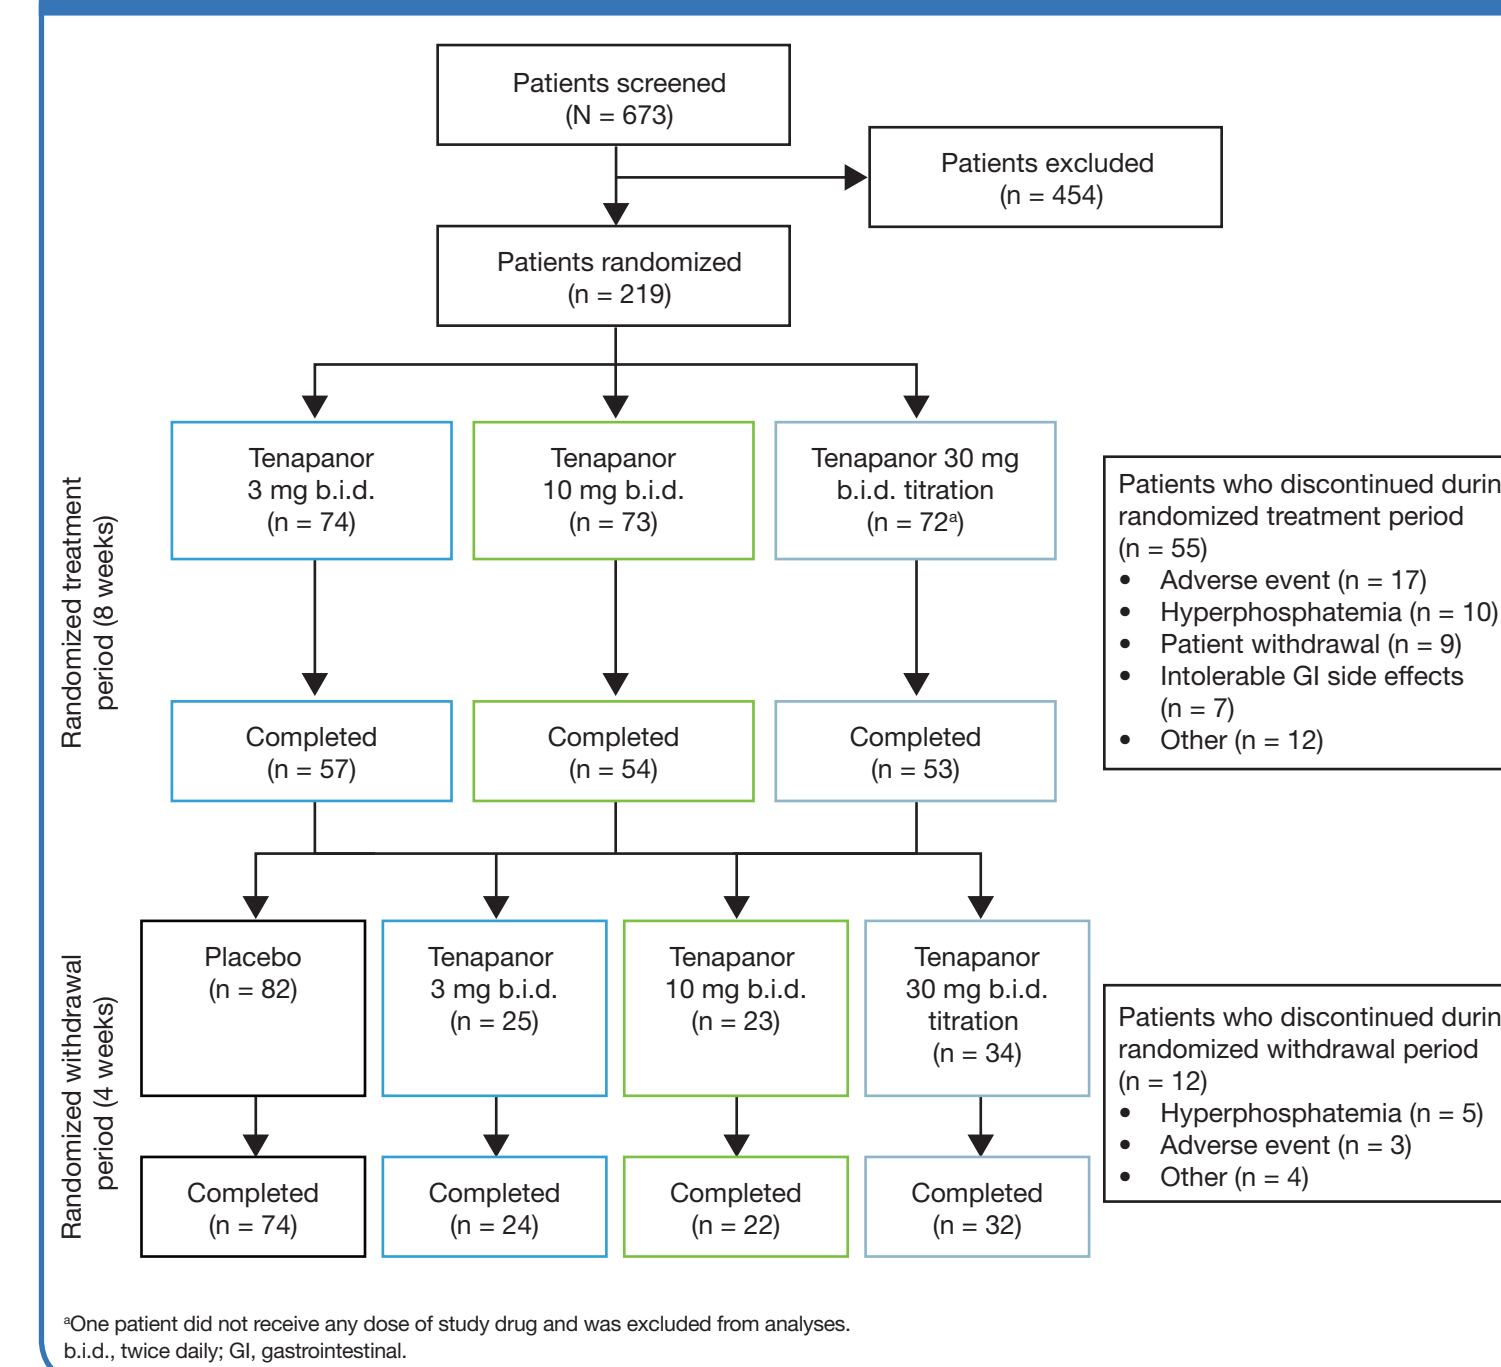 Patients screened
(N = 673)
Patients excluded
(n = 454)
Patients randomized
(n = 219)
Randomized treatment
period (8 weeks)
Tenapanor
3 mg b.i.d.
(n = 74)
Tenapanor
10 mg b.i.d.
(n = 73)
Tenapanor 30 mg
b.i.d. titration
(n = 72ᵃ)
Patients who discontinued durin
randomized treatment period
(n = 55)
• Adverse event (n = 17)
• Hyperphosphatemia (n = 10)
• Patient withdrawal (n = 9)
• Intolerable GI side effects
(n = 7)
• Other (n = 12)
Completed
(n = 57)
Completed
(n = 54)
Completed
(n = 53)
Randomized withdrawal
period (4 weeks)
Placebo
(n = 82)
Tenapanor
3 mg b.i.d.
(n = 25)
Tenapanor
10 mg b.i.d.
(n = 23)
Tenapanor
30 mg b.i.d.
titration
(n = 34)
Patients who discontinued durin
randomized withdrawal period
(n = 12)
• Hyperphosphatemia (n = 5)
• Adverse event (n = 3)
• Other (n = 4)
Completed
(n = 74)
Completed
(n = 24)
Completed
(n = 22)
Completed
(n = 32)
ᵃOne patient did not receive any dose of study drug and was excluded from analyses.
b.i.d., twice daily; GI, gastrointestinal.